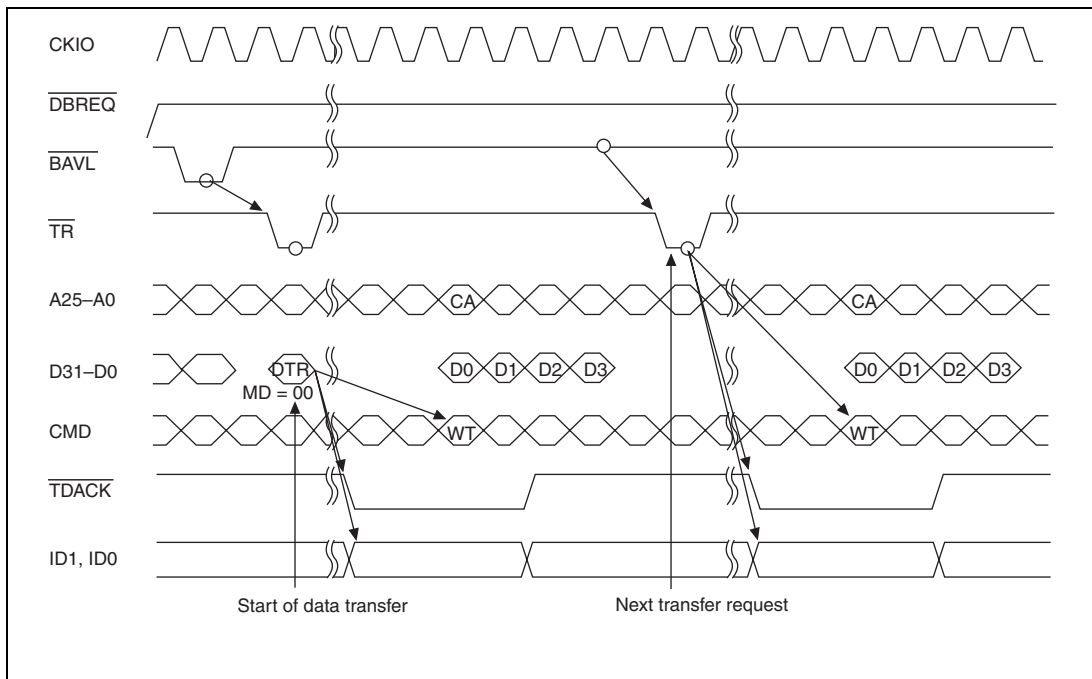 CKIO
DBREQ
BAVL
TR
A25–A0 CA CA
D31–D0 DTR D0 D1 D2 D3 D0 D1 D2 D3
MD = 00
CMD WT WT
TDACK
ID1, ID0
Start of data transfer Next transfer request